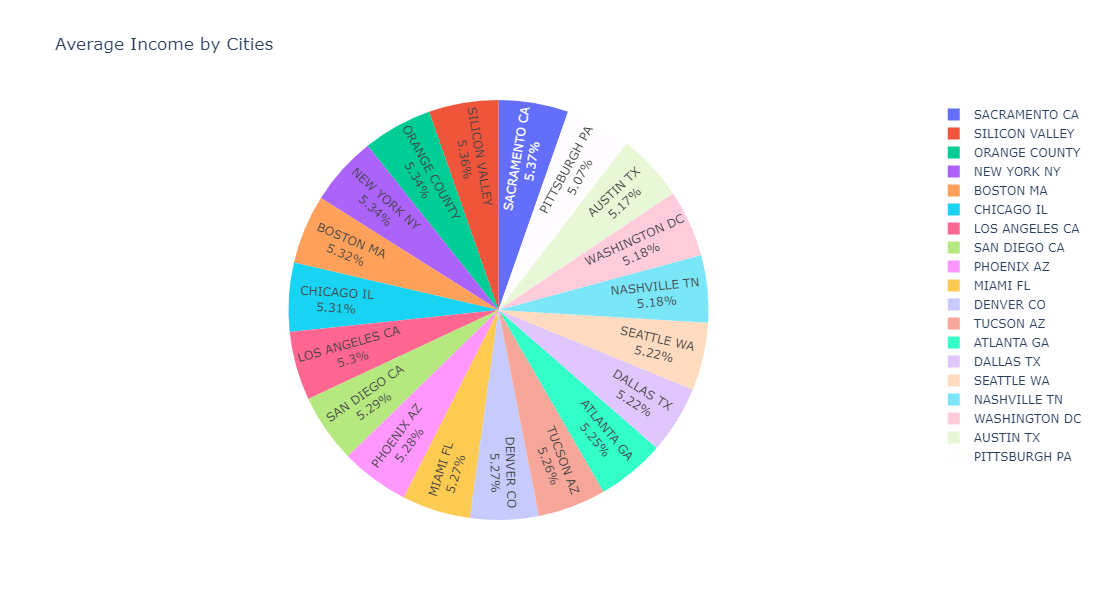 Average Income by Cities
SACRAMENTO CA
5.37%
PITTSBURGH PA
5.07%
AUSTIN TX
5.17%
WASHINGTON DC
5.18%
NASHVILLE TN
5.18%
SEATTLE WA
5.22%
DALLAS TX
5.22%
ATLANTA GA
5.25%
TUCSON AZ
5.26%
DENVER CO
5.27%
MIAMI FL
5.27%
PHOENIX AZ
5.28%
SAN DIEGO CA
5.29%
LOS ANGELES CA
5.3%
CHICAGO IL
5.31%
BOSTON MA
5.32%
NEW YORK NY
5.34%
ORANGE COUNTY
5.34%
SILICON VALLEY
5.36%
SACRAMENTO CA
SILICON VALLEY
ORANGE COUNTY
NEW YORK NY
BOSTON MA
CHICAGO IL
LOS ANGELES CA
SAN DIEGO CA
PHOENIX AZ
MIAMI FL
DENVER CO
TUCSON AZ
ATLANTA GA
DALLAS TX
SEATTLE WA
NASHVILLE TN
WASHINGTON DC
AUSTIN TX
PITTSBURGH PA